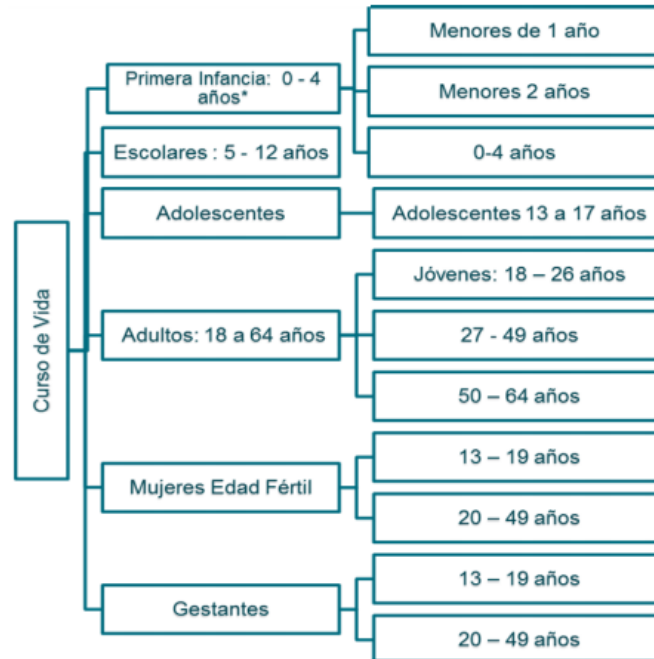 Curso de Vida
Primera Infancia: 0 - 4
años*
Menores de 1 año
Menores 2 años
0-4 años
Escolares : 5 - 12 años
Adolescentes
Adolescentes 13 a 17 años
Adultos: 18 a 64 años
Jóvenes: 18 – 26 años
27 - 49 años
50 – 64 años
Mujeres Edad Fértil
13 – 19 años
20 – 49 años
Gestantes
13 – 19 años
20 – 49 años